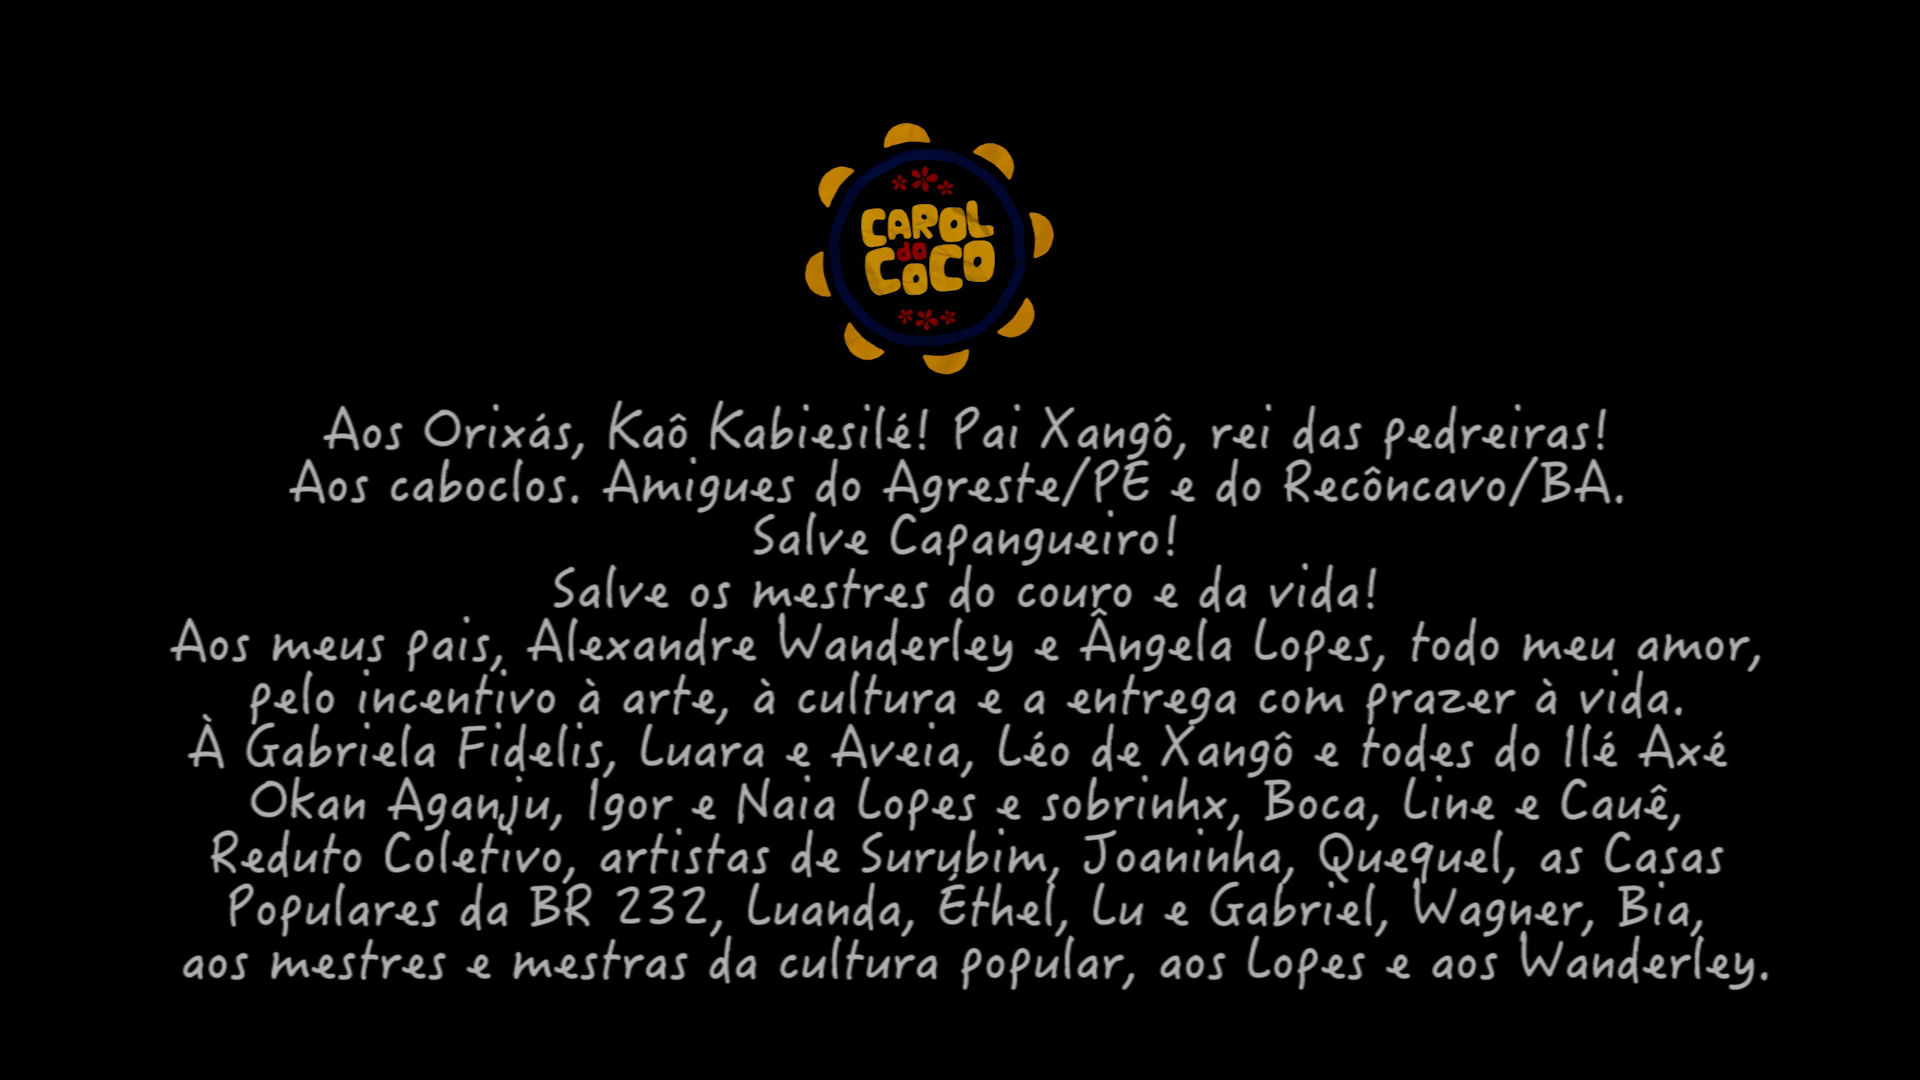 CAROL
do
COCO
Aos Orixás, Kaô Kabiesilé! Pai Xangô, rei das pedreiras!
Aos caboclos. Amigues do Agreste/PE e do Recôncavo/BA.
Salve Capangueiro!
Salve os mestres do couro e da vida!
Aos meus pais, Alexandre Wanderley e Ângela Lopes, todo meu amor,
pelo incentivo à arte, à cultura e a entrega com prazer à vida.
À Gabriela Fidelis, Luara e Aveia, Léo de Xangô e todes do Ilé Axé
Okan Aganju, Igor e Naia Lopes e sobrinhx, Boca, Line e Cauê,
Reduto Coletivo, artistas de Surubim, Joaninha, Quequel, as Casas
Populares da BR 232, Luanda, Éthel, Lu e Gabriel, Wagner, Bia,
aos mestres e mestras da cultura popular, aos Lopes e aos Wanderley.